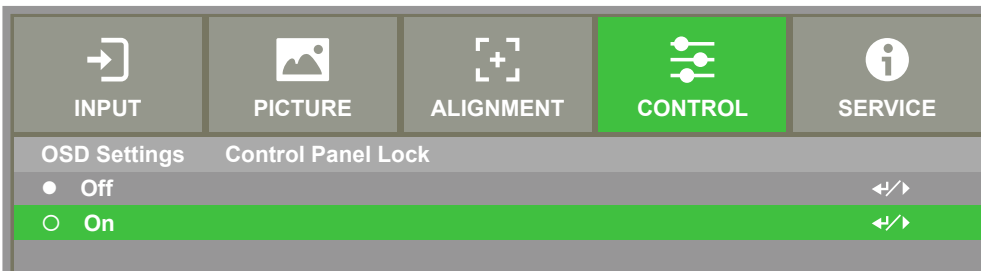 INPUT PICTURE ALIGNMENT CONTROL SERVICE
OSD Settings Control Panel Lock
Off
On